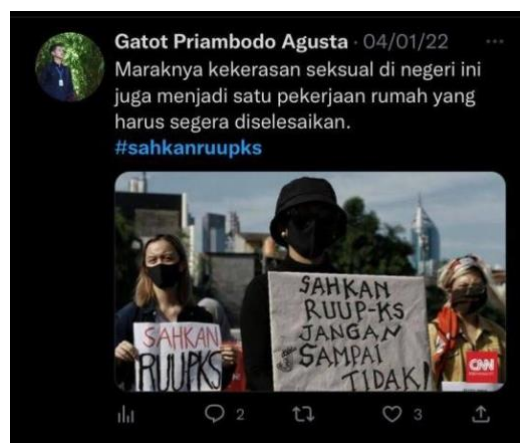 Gatot Priambodo Agusta · 04/01/22 ···
Maraknya kekerasan seksual di negeri ini
juga menjadi satu pekerjaan rumah yang
harus segera diselesaikan.
#sahkanruupks
SAHKAN
RUUPKS
SAHKAN
RUUP-KS
JANGAN
SAMPAI
TIDAK!
CNN
2
3